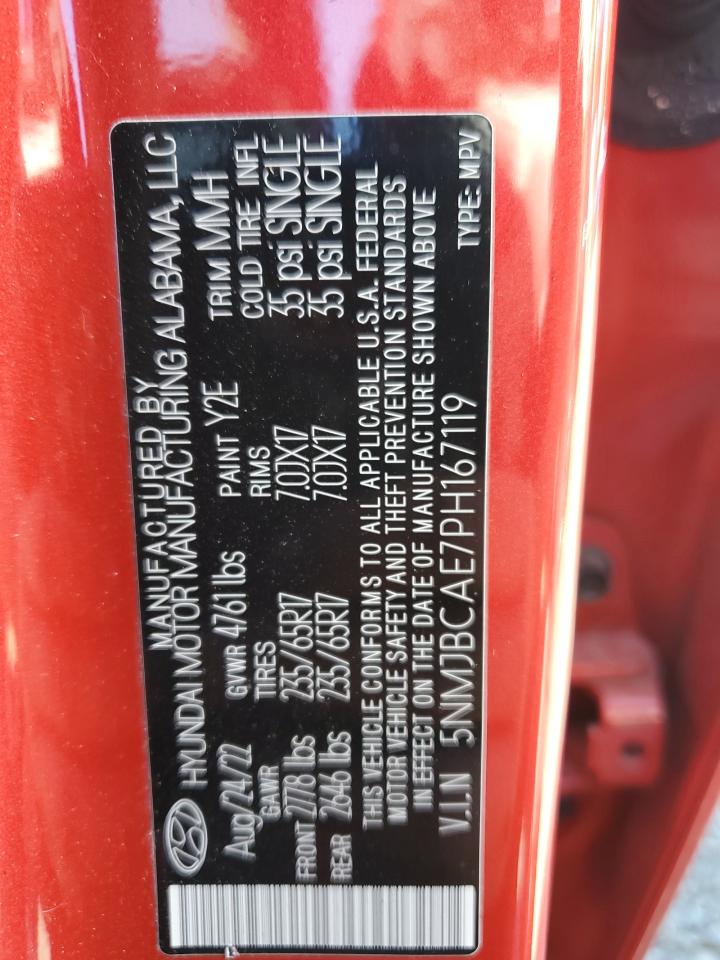 MANUFACTURED BY
HYUNDAI MOTOR MANUFACTURING ALABAMA, LLC
Aug/24/22 GVWR 4761 lbs PAINT Y2E TRIM MMH
GAWR TIRES RIMS COLD TIRE INFL
FRONT 2778 lbs 235/65R17 7.0JX17 35 psi SINGLE
REAR 2646 lbs 235/65R17 7.0JX17 35 psi SINGLE
THIS VEHICLE CONFORMS TO ALL APPLICABLE U.S.A. FEDERAL
MOTOR VEHICLE SAFETY AND THEFT PREVENTION STANDARDS
IN EFFECT ON THE DATE OF MANUFACTURE SHOWN ABOVE
V.I.N 5NMJBCAE7PH167119 TYPE: MPV